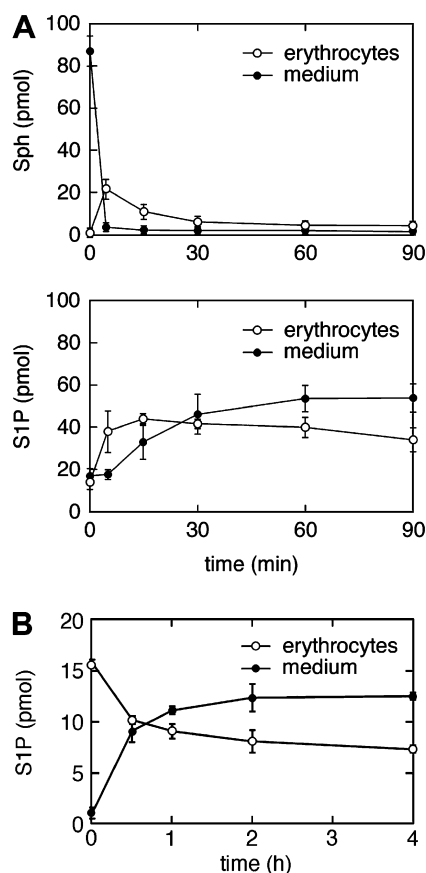 A
100
80
60
40
20
0
Sph (pmol)
erythrocytes
medium
0 30 60 90
100
80
60
40
20
0
S1P (pmol)
erythrocytes
medium
0 30 60 90
time (min)
B
20
15
10
5
0
S1P (pmol)
erythrocytes
medium
0 1 2 3 4
time (h)